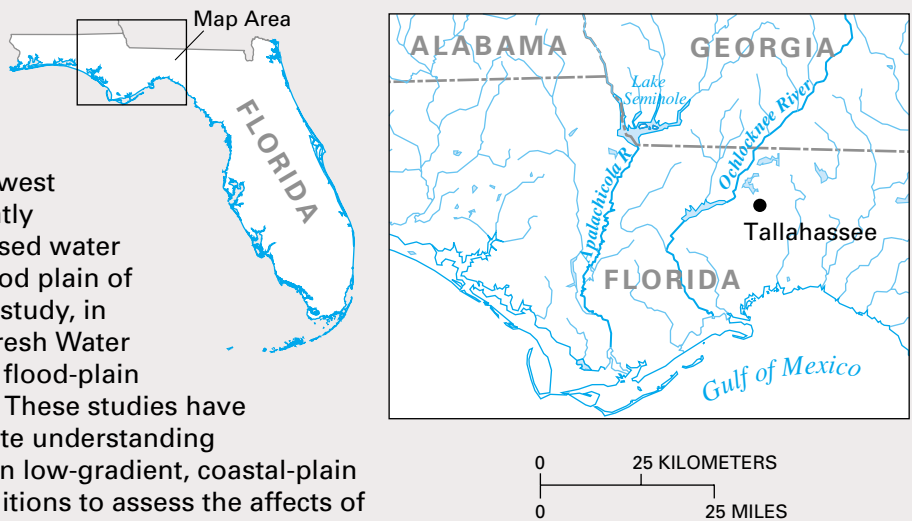 Map Area
FLORIDA
west
ntly
sed water
od plain of
study, in
resh Water
flood-plain
These studies have
te understanding
n low-gradient, coastal-plain
itions to assess the affects of
ALABAMA
GEORGIA
Lake
Seminole
Ochlocknee River
Apalachicola R
Tallahassee
FLORIDA
Gulf of Mexico
0 25 KILOMETERS
0 25 MILES